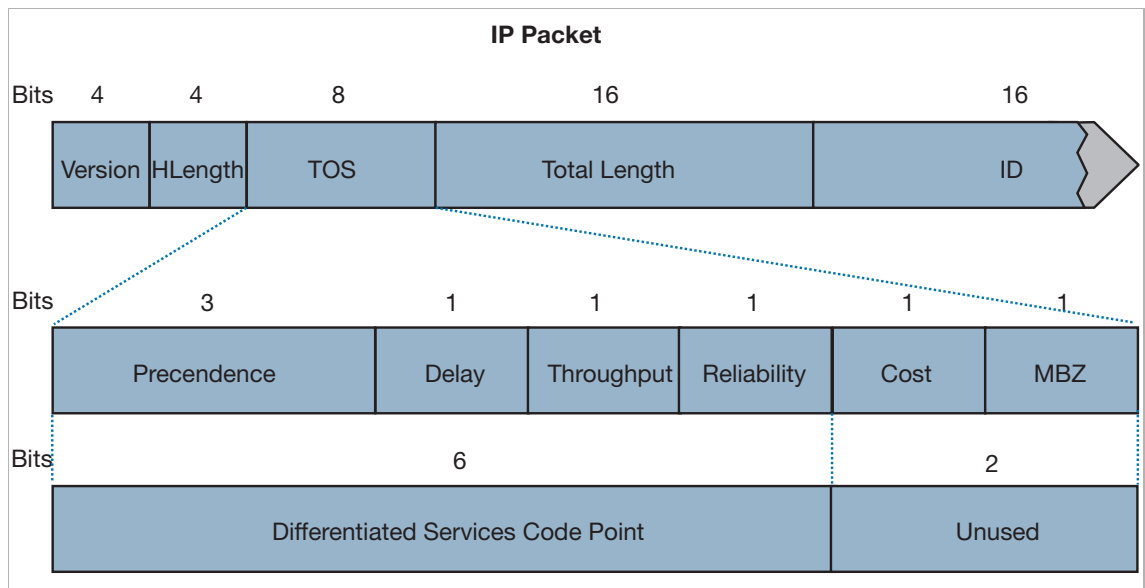 IP Packet
Bits 4 4 8 16 16
Version HLength TOS Total Length ID
Bits 3 1 1 1 1 1
Precendence Delay Throughput Reliability Cost MBZ
Bits 6 2
Differentiated Services Code Point Unused